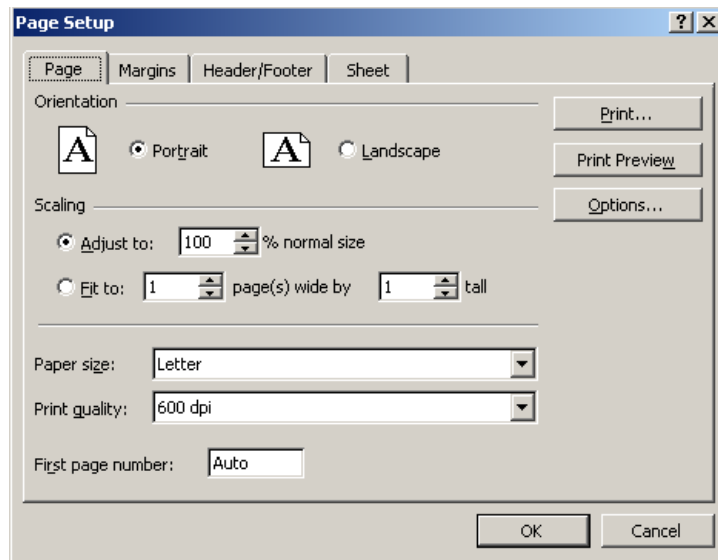 Page Setup
Page Margins Header/Footer Sheet
Orientation
A Portrait A Landscape
Print...
Print Preview
Options...
Scaling
Adjust to: 100 % normal size
Fit to: 1 page(s) wide by 1 tall
Paper size: Letter
Print quality: 600 dpi
First page number: Auto
OK Cancel